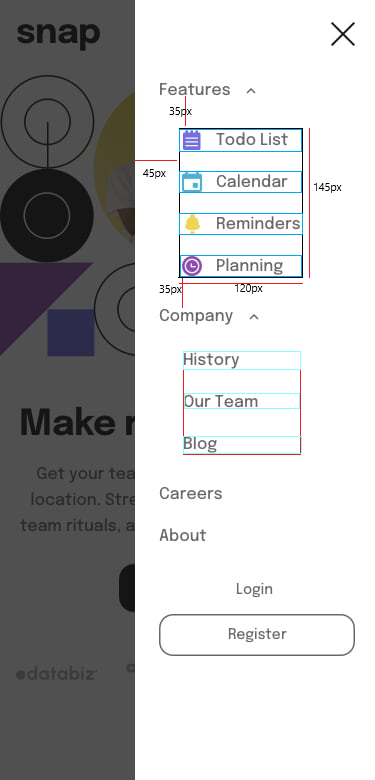 snap
Features
35px
Todo List
45px
Calendar
145px
Reminders
Planning
35px
120px
Company
History
Make r
Our Team
Blog
Get your tea
Careers
location. Stre
team rituals, a
About
Login
Register
databiz